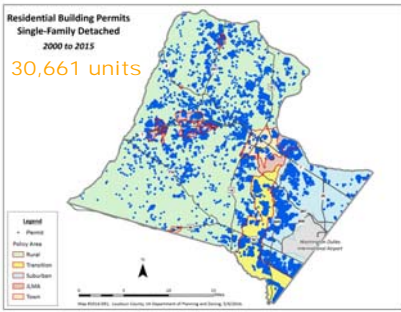 Residential Building Permits
Single-Family Detached
2000 to 2015
30,661 units
Washington Dulles
International Airport
Legend
Permit
Policy Area
Rural
Transition
Suburban
JLMA
Town
N
Miles